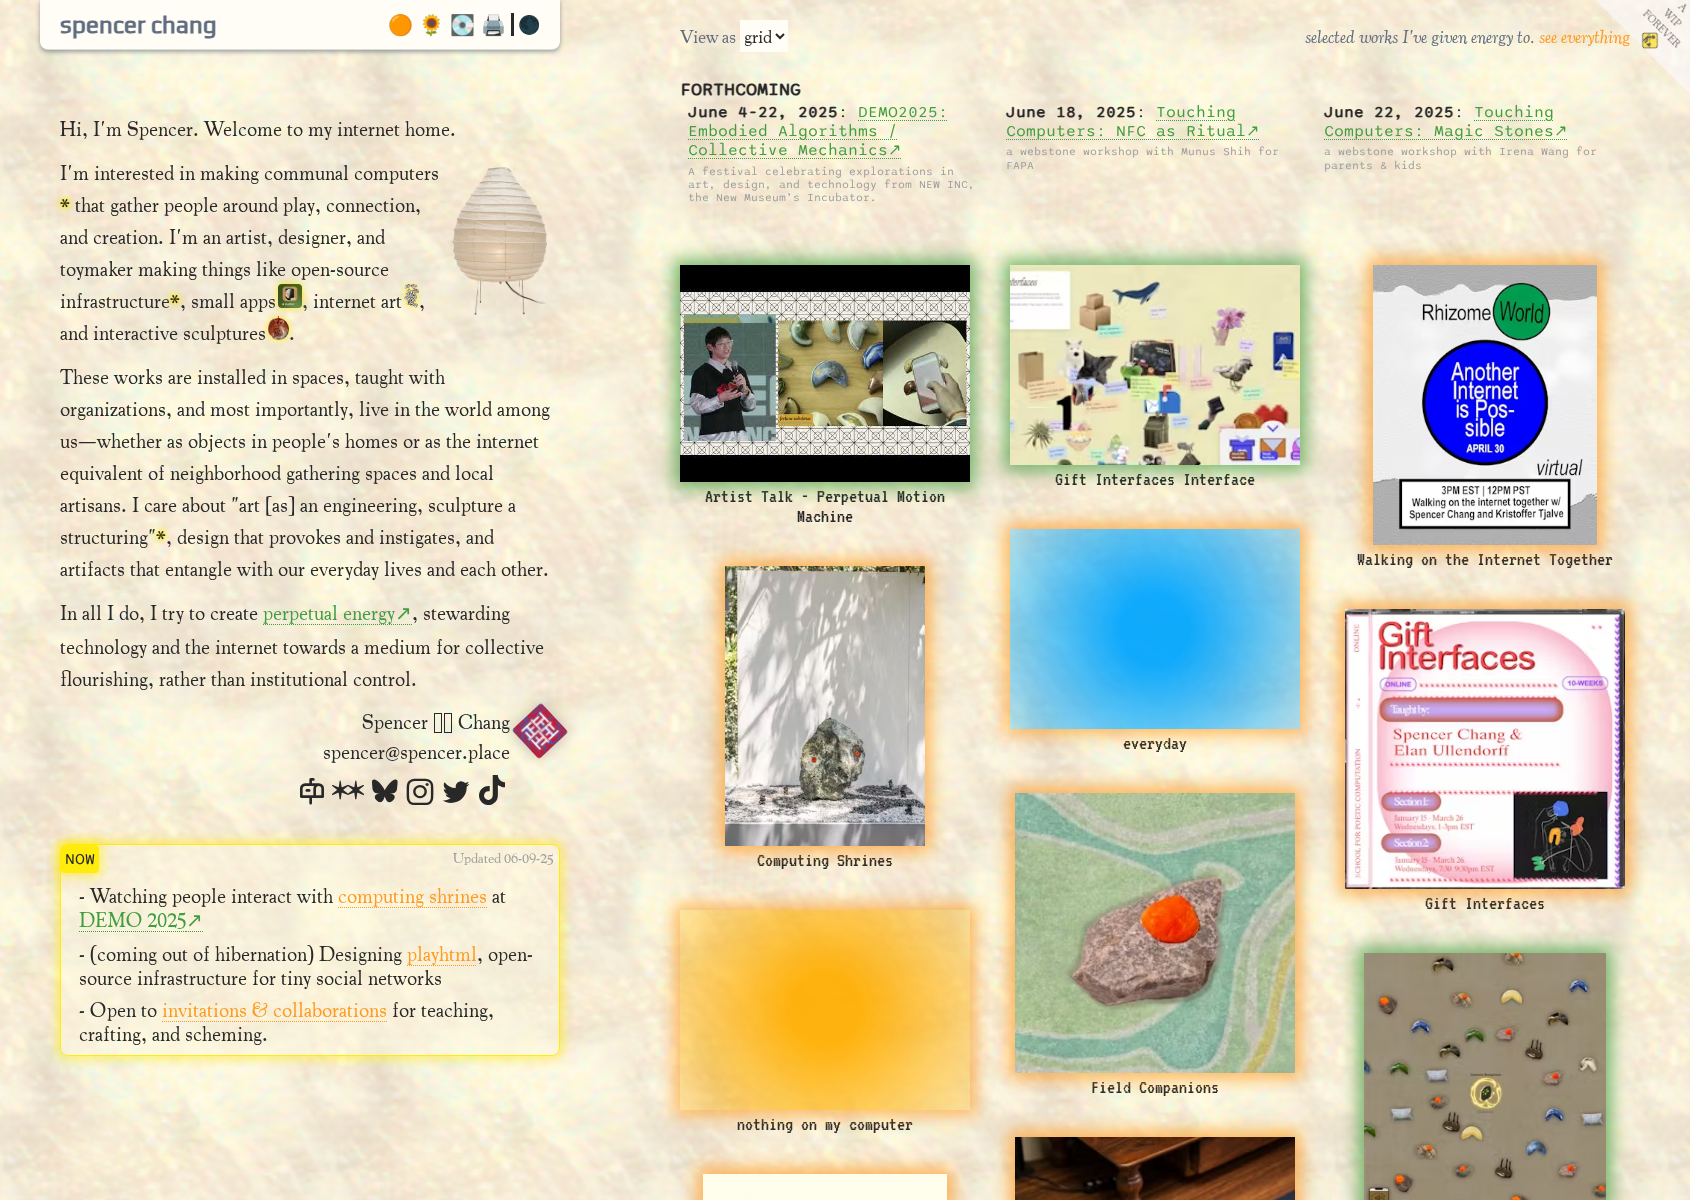 spencer chang
Hi, I'm Spencer. Welcome to my internet home.
I'm interested in making communal computers
* that gather people around play, connection,
and creation. I'm an artist, designer, and
toymaker making things like open-source
infrastructure*, small apps, internet art,
and interactive sculptures.
These works are installed in spaces, taught with
organizations, and most importantly, live in the world among
us—whether as objects in people's homes or as the internet
equivalent of neighborhood gathering spaces and local
artisans. I care about "art [as] an engineering, sculpture a
structuring"*, design that provokes and instigates, and
artifacts that entangle with our everyday lives and each other.
In all I do, I try to create perpetual energy↗, stewarding
technology and the internet towards a medium for collective
flourishing, rather than institutional control.
Spencer Chang
spencer@spencer.place
NOW
Updated 06-09-25
- Watching people interact with computing shrines at
DEMO 2025↗
- (coming out of hibernation) Designing playhtml, open-
source infrastructure for tiny social networks
- Open to invitations & collaborations for teaching,
crafting, and scheming.
View as grid
selected works I've given energy to. see everything
A
WIP
FOREVER
FORTHCOMING
June 4-22, 2025: DEMO2025:
Embodied Algorithms /
Collective Mechanics↗
A festival celebrating explorations in
art, design, and technology from NEW INC,
the New Museum's Incubator.
June 18, 2025: Touching
Computers: NFC as Ritual↗
a webstone workshop with Munus Shih for
FAPA
June 22, 2025: Touching
Computers: Magic Stones↗
a webstone workshop with Irena Wang for
parents & kids
Artist Talk - Perpetual Motion
Machine
Computing Shrines
nothing on my computer
Gift Interfaces Interface
everyday
Field Companions
Rhizome World
Another
Internet
is Pos-
sible
APRIL 30
virtual
3PM EST | 12PM PST
Walking on the internet together w/
Spencer Chang and Kristoffer Tjalve
Walking on the Internet Together
Gift
Interfaces
ONLINE
10-WEEKS
Taught by:
Spencer Chang &
Elan Ullendorff
Section 1:
January 15 - March 26
Wednesdays, 1-3pm EST
Section 2:
January 15 - March 26
Wednesdays, 7:30 9:30pm EST
ONLINE
SCHOOL FOR POETIC COMPUTATION
Gift Interfaces